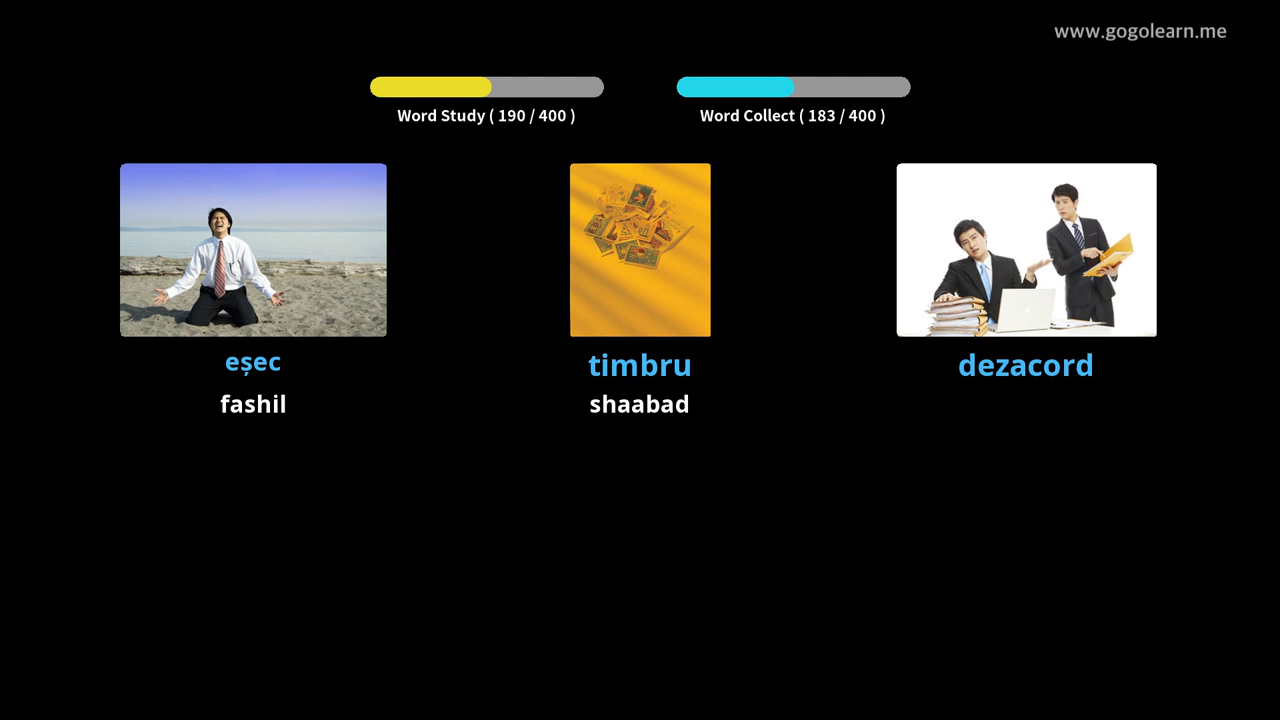 www.gogolearn.me
Word Study ( 190 / 400 )
Word Collect ( 183 / 400 )
eșec
timbru
dezacord
fashil
shaabad